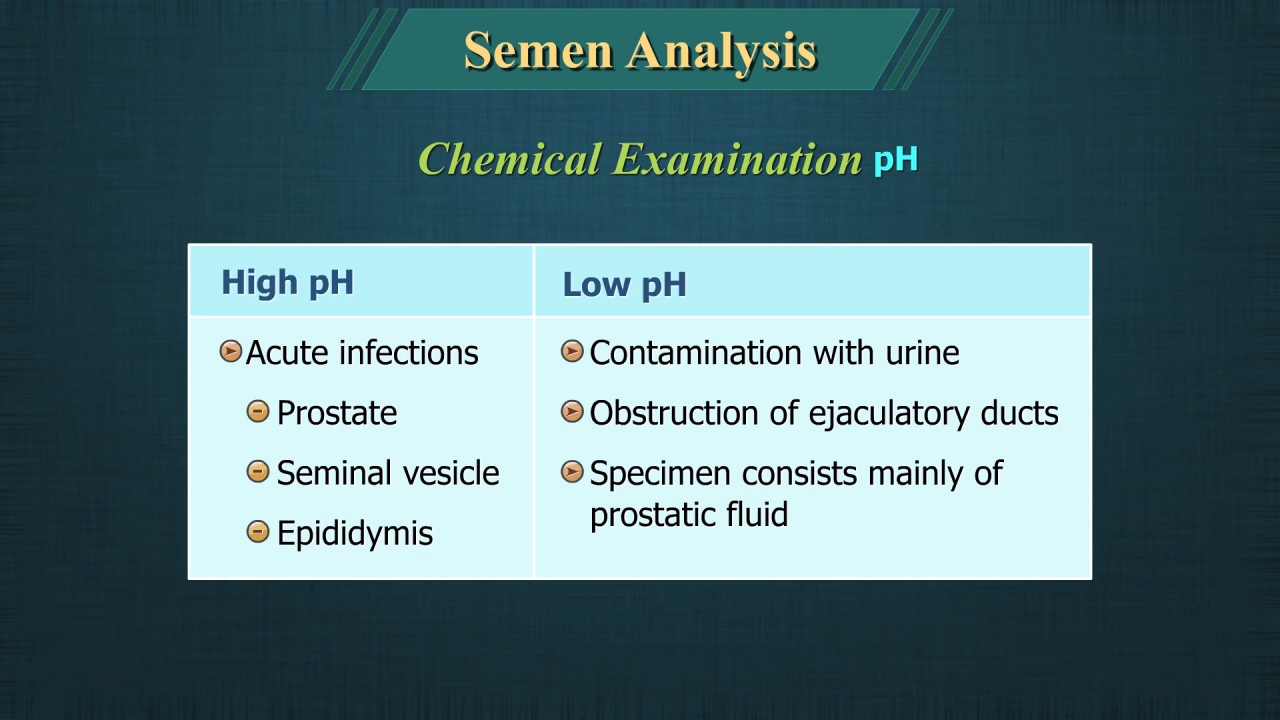 Semen Analysis
Chemical Examination pH
High pH
Low pH
Acute infections
Prostate
Seminal vesicle
Epididymis
Contamination with urine
Obstruction of ejaculatory ducts
Specimen consists mainly of
prostatic fluid